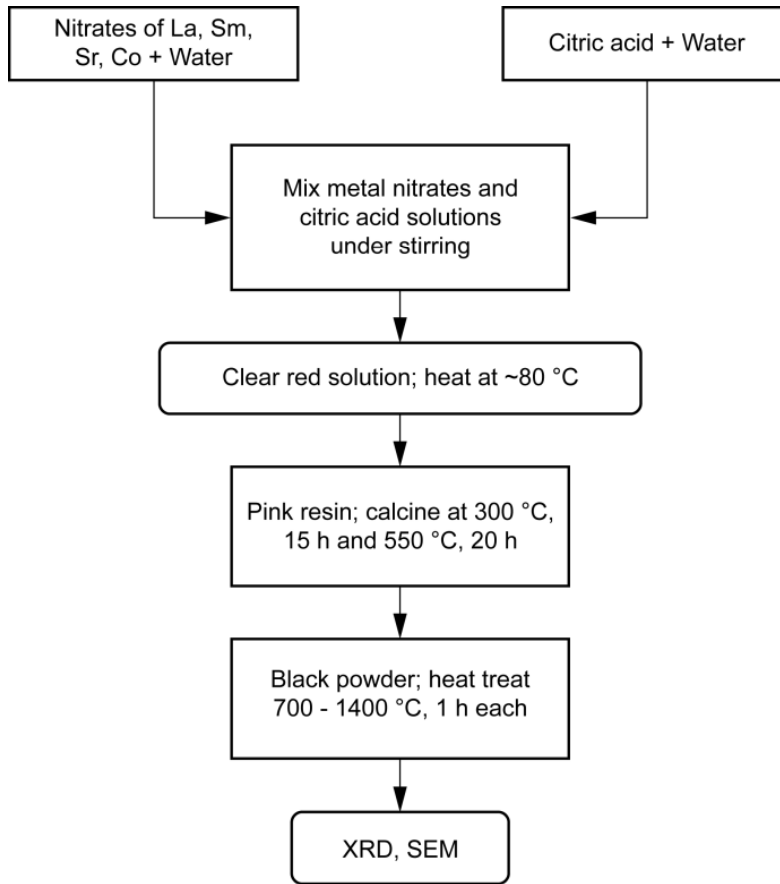 Nitrates of La, Sm,
Sr, Co + Water
Citric acid + Water
Mix metal nitrates and
citric acid solutions
under stirring
Clear red solution; heat at ~80 °C
Pink resin; calcine at 300 °C,
15 h and 550 °C, 20 h
Black powder; heat treat
700 - 1400 °C, 1 h each
XRD, SEM